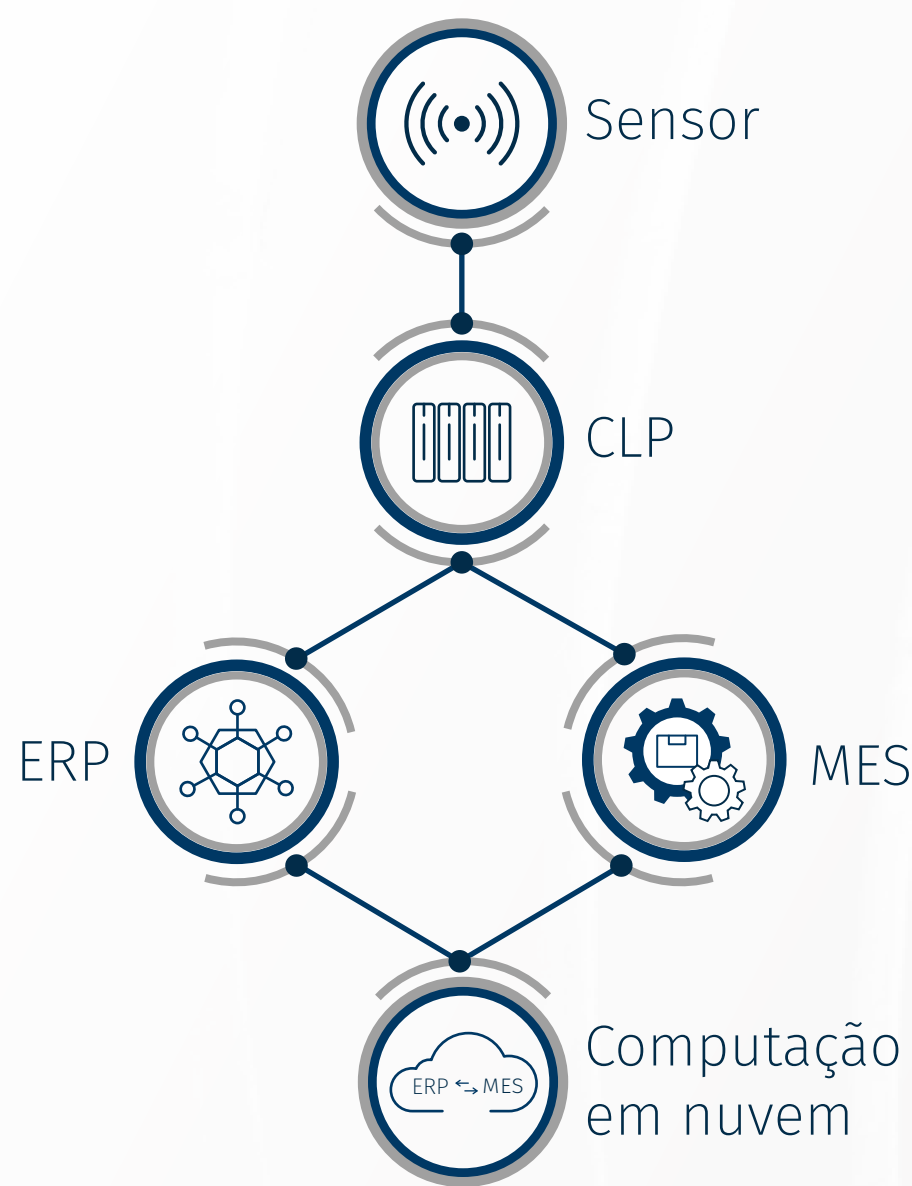 Sensor
CLP
ERP
MES
ERP MES
Computação
em nuvem